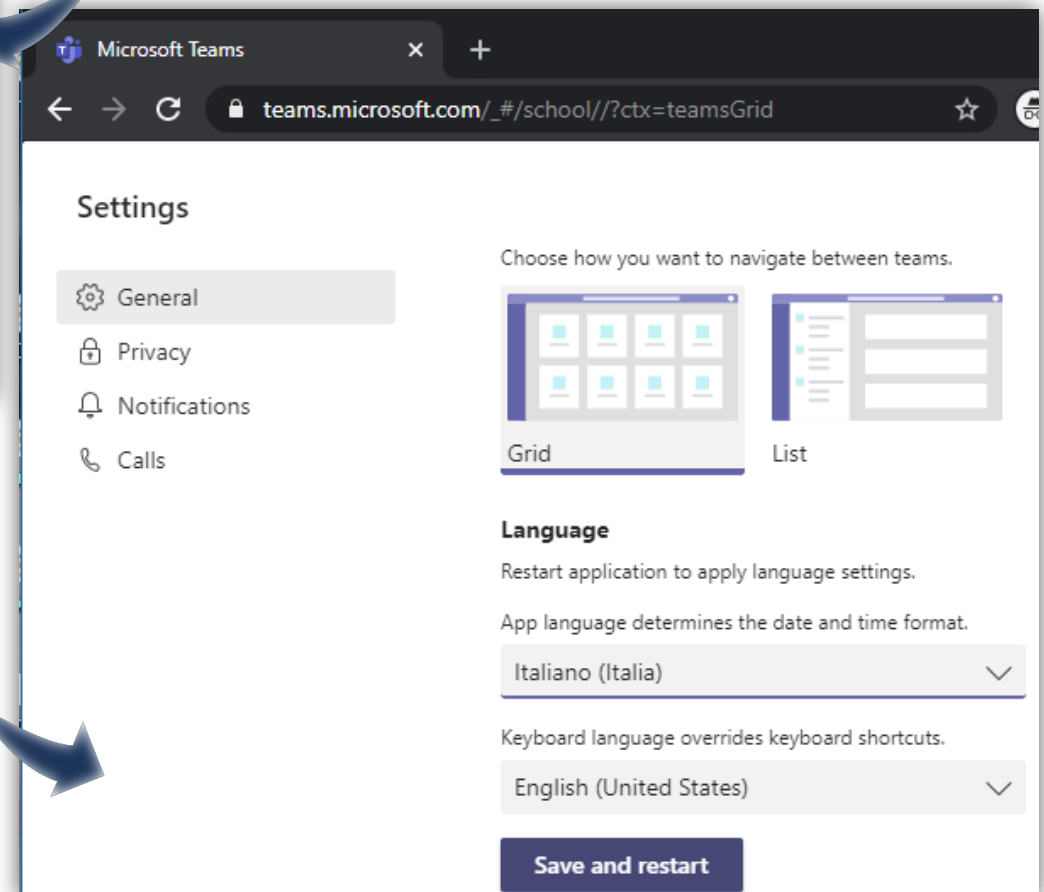 Microsoft Teams
teams.microsoft.com/_#/school//?ctx=teamsGrid
Settings
General
Privacy
Notifications
Calls
Choose how you want to navigate between teams.
Grid
List
Language
Restart application to apply language settings.
App language determines the date and time format.
Italiano (Italia)
Keyboard language overrides keyboard shortcuts.
English (United States)
Save and restart